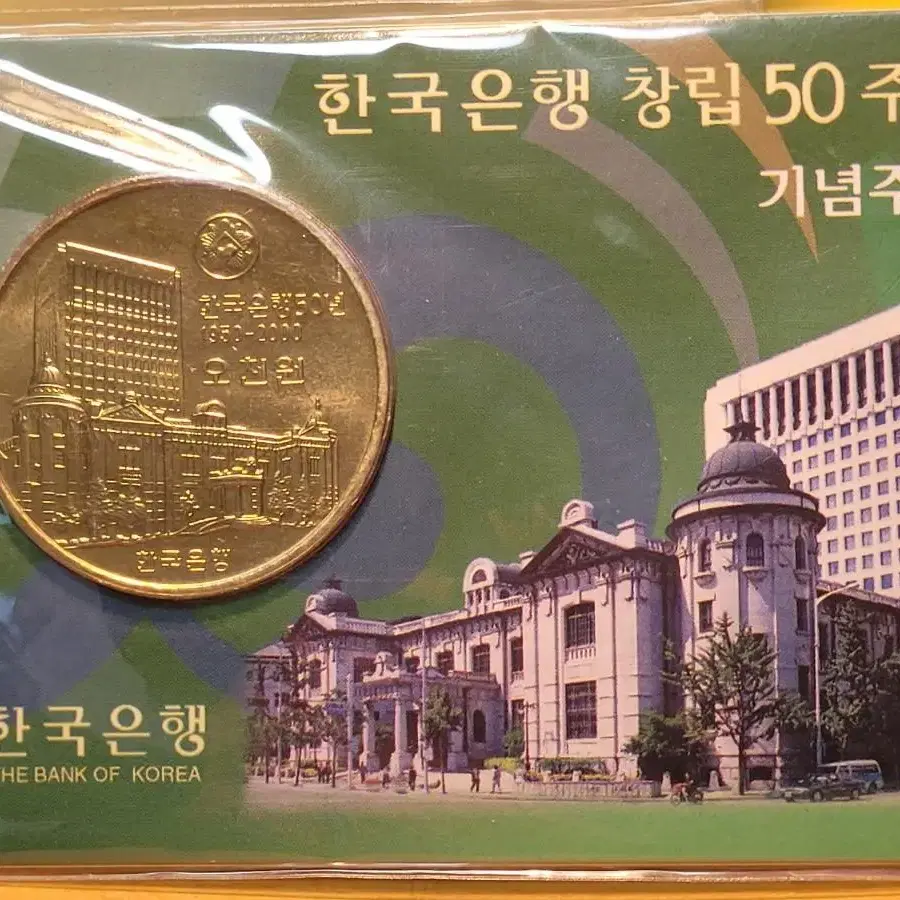 한국은행 창립 50 주
기념주
한국은행50년
1950-2000
오천원
한국은행
한국은행
THE BANK OF KOREA